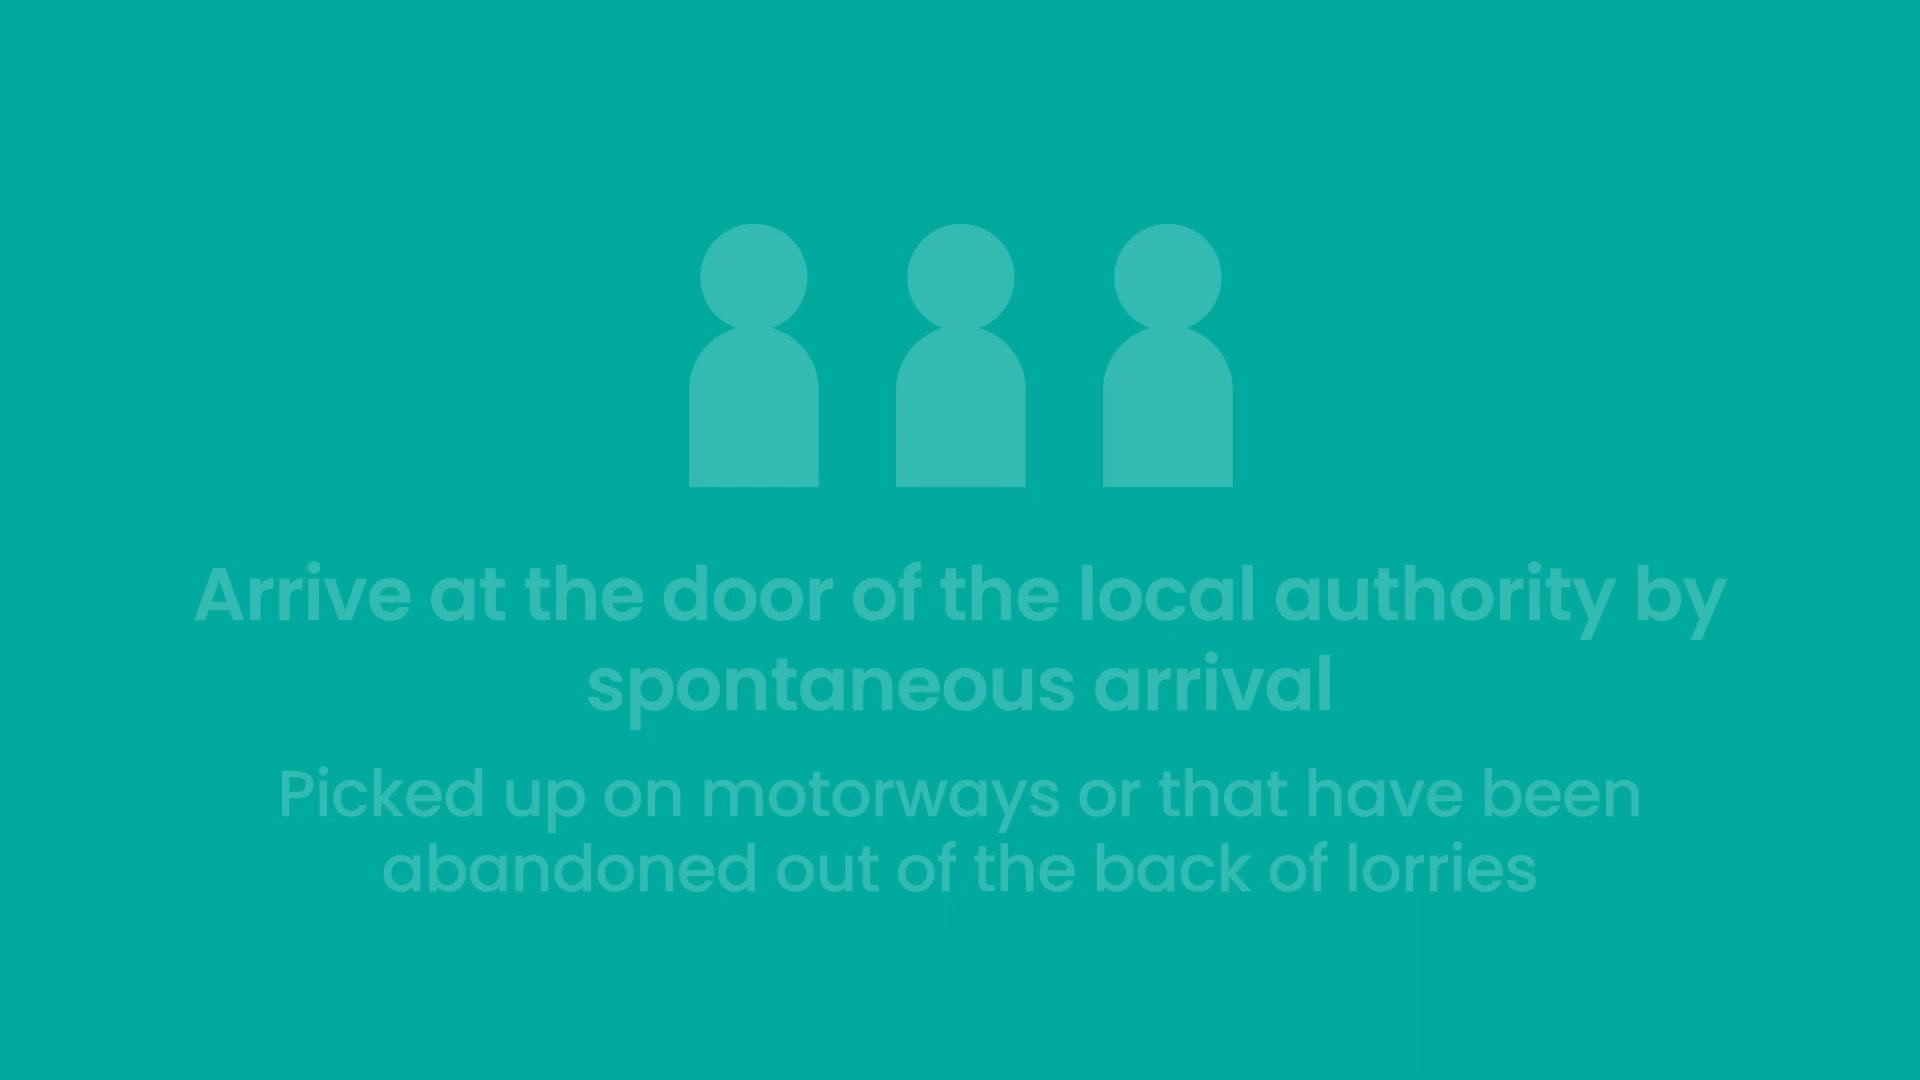 Arrive at the door of the local authority by
spontaneous arrival
Picked up on motorways or that have been
abandoned out of the back of lorries